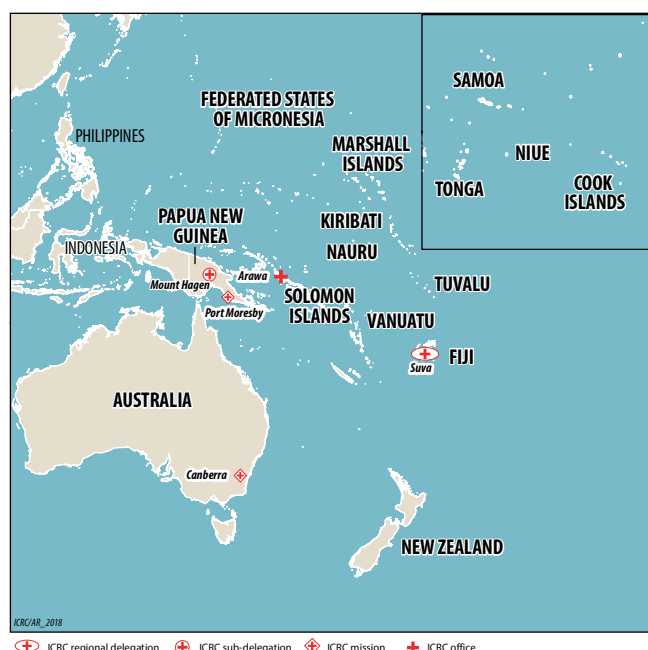 SAMOA
FEDERATED STATES
OF MICRONESIA
PHILIPPINES
MARSHALL
ISLANDS
NIUE
TONGA
COOK
ISLANDS
PAPUA NEW
GUINEA
KIRIBATI
INDONESIA
NAURU
Arawa
Mount Hagen
TUVALU
SOLOMON
ISLANDS
Port Moresby
VANUATU
FIJI
Suva
AUSTRALIA
Canberra
NEW ZEALAND
ICRC/AR_2018
ICRC regional delegation ICRC sub-delegation ICRC mission ICRC office